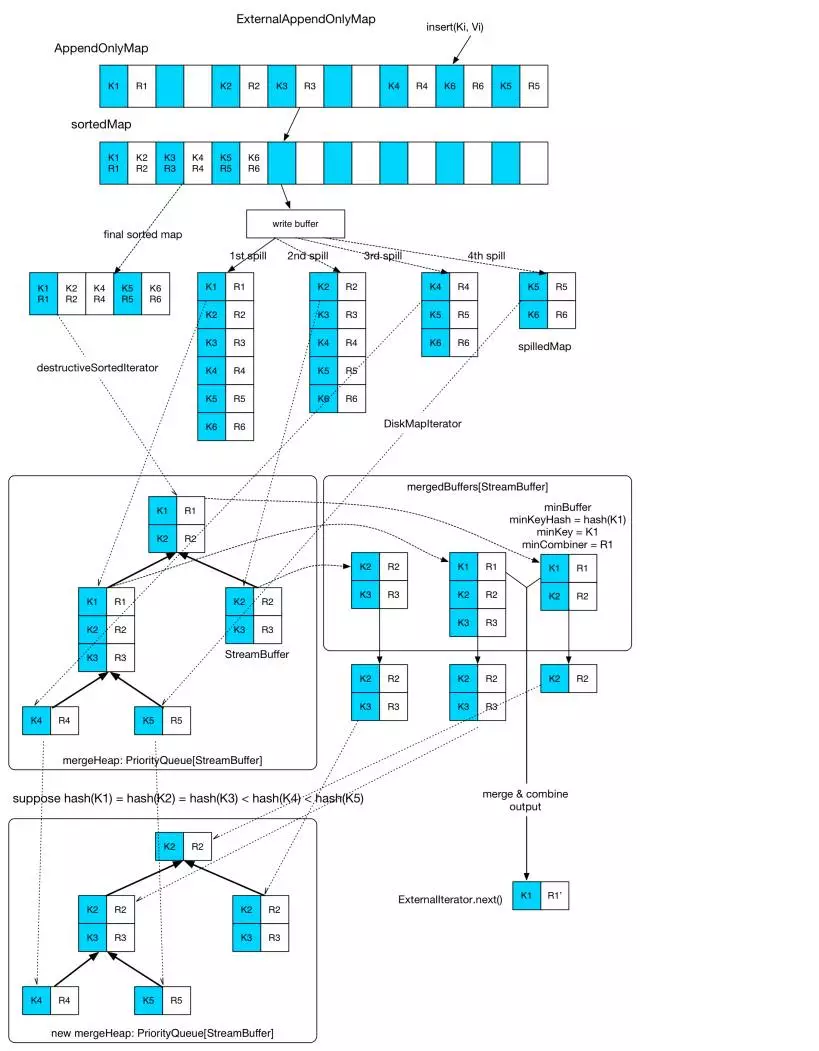 ExternalAppendOnlyMap
insert(Ki, Vi)
AppendOnlyMap
K1 R1 K2 R2 K3 R3 K4 R4 K6 R6 K5 R5
sortedMap
K1 K2 K3 K4 K5 K6
R1 R2 R3 R4 R5 R6
write buffer
final sorted map
1st spill 2nd spill 3rd spill 4th spill
K1 K2 K4 K5 K6
R1 R2 R4 R5 R6
K1 R1
K2 R2
K3 R3
K4 R4
K5 R5
K6 R6
K2 R2
K3 R3
K4 R4
K5 R5
K6 R6
K4 R4
K5 R5
K6 R6
K5 R5
K6 R6
spilledMap
destructiveSortedIterator
DiskMapIterator
K1 R1
K2 R2
K1 R1
K2 R2
K3 R3
K2 R2
K3 R3
StreamBuffer
K4 R4
K5 R5
mergeHeap: PriorityQueue[StreamBuffer]
mergedBuffers[StreamBuffer]
minBuffer
minKeyHash = hash(K1)
minKey = K1
minCombiner = R1
K2 R2
K3 R3
K1 R1
K2 R2
K3 R3
K1 R1
K2 R2
K2 R2
K3 R3
K2 R2
K3 R3
K2 R2
merge & combine
output
suppose hash(K1) = hash(K2) = hash(K3) < hash(K4) < hash(K5)
K2 R2
K2 R2
K3 R3
K2 R2
K3 R3
K4 R4
K5 R5
new mergeHeap: PriorityQueue[StreamBuffer]
ExternalIterator.next()
K1 R1'